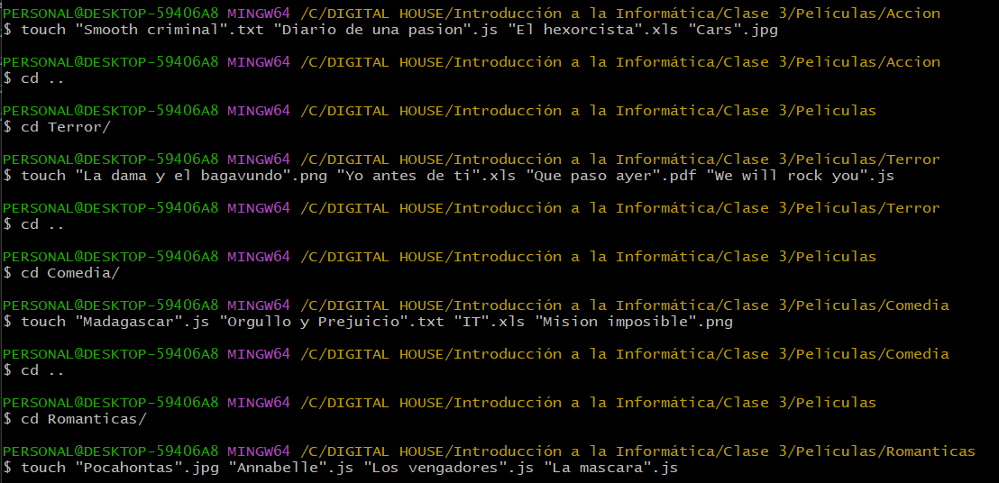 PERSONAL@DESKTOP-59406A8 MINGW64 /C/DIGITAL HOUSE/Introducción a la Informática/Clase 3/Películas/Accion
$ touch "Smooth criminal".txt "Diario de una pasion".js "El hexorcista".xls "Cars".jpg
PERSONAL@DESKTOP-59406A8 MINGW64 /C/DIGITAL HOUSE/Introducción a la Informática/Clase 3/Películas/Accion
$ cd ..
PERSONAL@DESKTOP-59406A8 MINGW64 /C/DIGITAL HOUSE/Introducción a la Informática/Clase 3/Películas
$ cd Terror/
PERSONAL@DESKTOP-59406A8 MINGW64 /C/DIGITAL HOUSE/Introducción a la Informática/Clase 3/Películas/Terror
$ touch "La dama y el bagavundo".png "Yo antes de ti".xls "Que paso ayer".pdf "We will rock you".js
PERSONAL@DESKTOP-59406A8 MINGW64 /C/DIGITAL HOUSE/Introducción a la Informática/Clase 3/Películas/Terror
$ cd ..
PERSONAL@DESKTOP-59406A8 MINGW64 /C/DIGITAL HOUSE/Introducción a la Informática/Clase 3/Películas
$ cd Comedia/
PERSONAL@DESKTOP-59406A8 MINGW64 /C/DIGITAL HOUSE/Introducción a la Informática/Clase 3/Películas/Comedia
$ touch "Madagascar".js "Orgullo y Prejuicio".txt "IT".xls "Mision imposible".png
PERSONAL@DESKTOP-59406A8 MINGW64 /C/DIGITAL HOUSE/Introducción a la Informática/Clase 3/Películas/Comedia
$ cd ..
PERSONAL@DESKTOP-59406A8 MINGW64 /C/DIGITAL HOUSE/Introducción a la Informática/Clase 3/Películas
$ cd Romanticas/
PERSONAL@DESKTOP-59406A8 MINGW64 /C/DIGITAL HOUSE/Introducción a la Informática/Clase 3/Películas/Romanticas
$ touch "Pocahontas".jpg "Annabelle".js "Los vengadores".js "La mascara".js